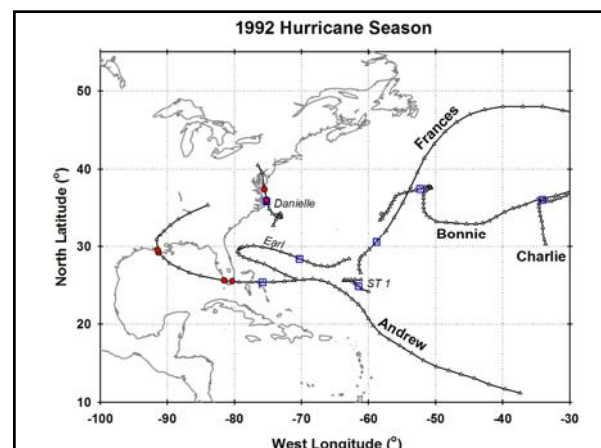 1992 Hurricane Season
50
40
30
20
10
North Latitude (°)
Frances
Danielle
Bonnie
Earl
Charlie
ST 1
Andrew
-100 -90 -80 -70 -60 -50 -40 -30
West Longitude (°)